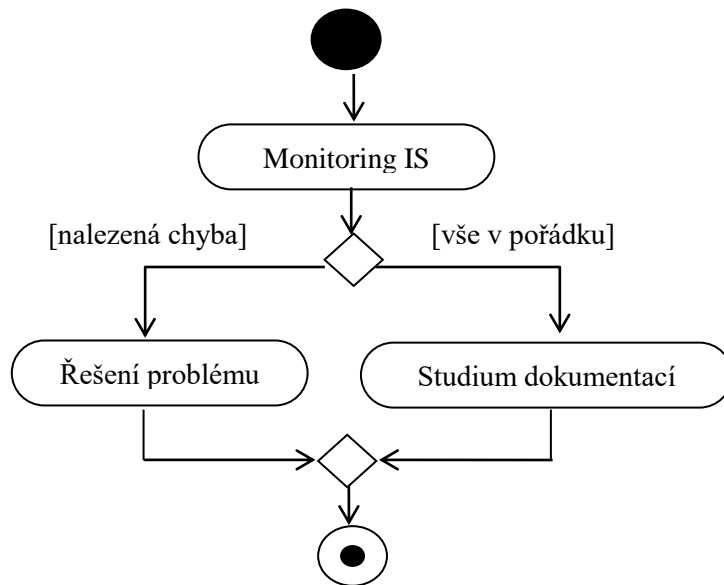 Monitoring IS
[nalezená chyba]
[vše v pořádku]
Řešení problému
Studium dokumentací